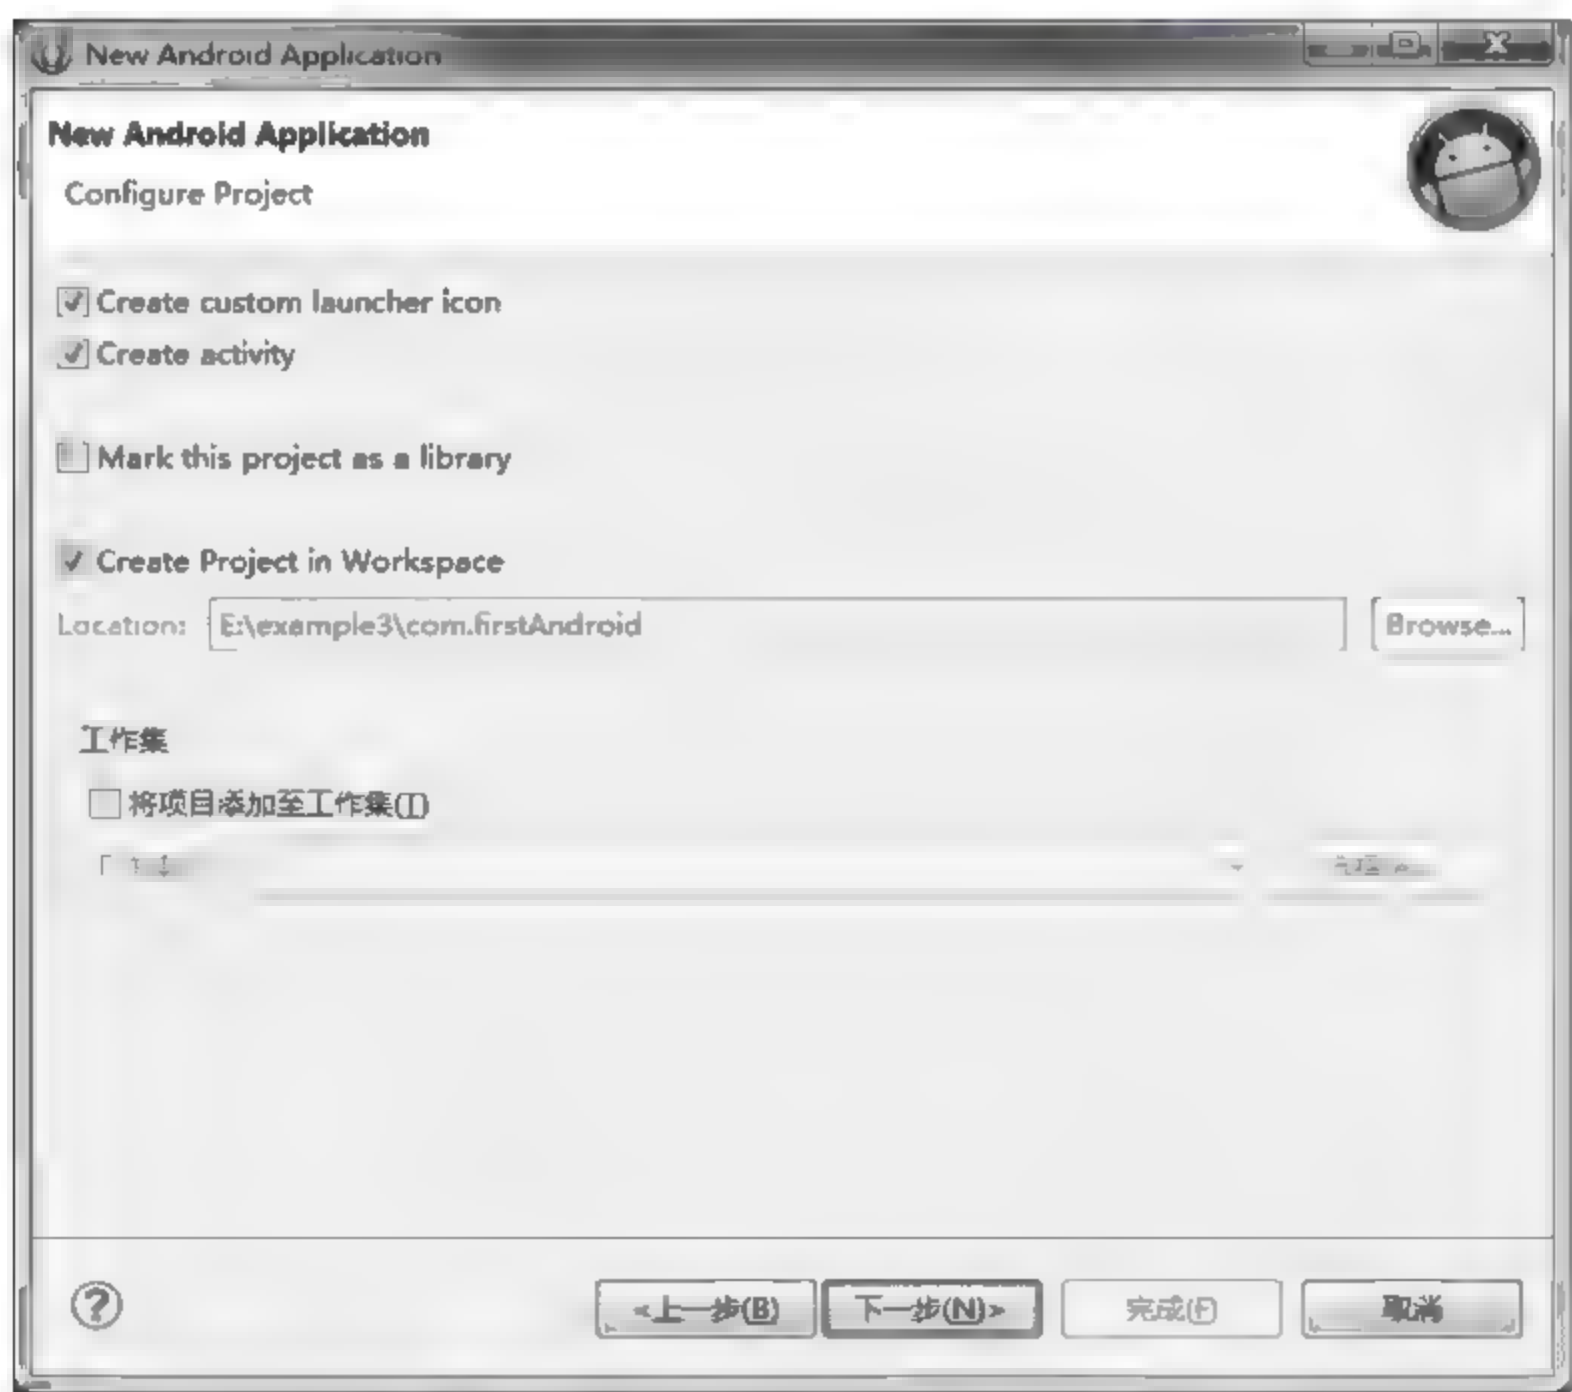 New Android Application
New Android Application
Configure Project
Create custom launcher icon
Create activity
Mark this project as a library
Create Project in Workspace
Location: E:\example3\com.firstAndroid Browse...
工作集
将项目添加至工作集(T)
? <上一步(B) 下一步(N)> 完成(F) 取消